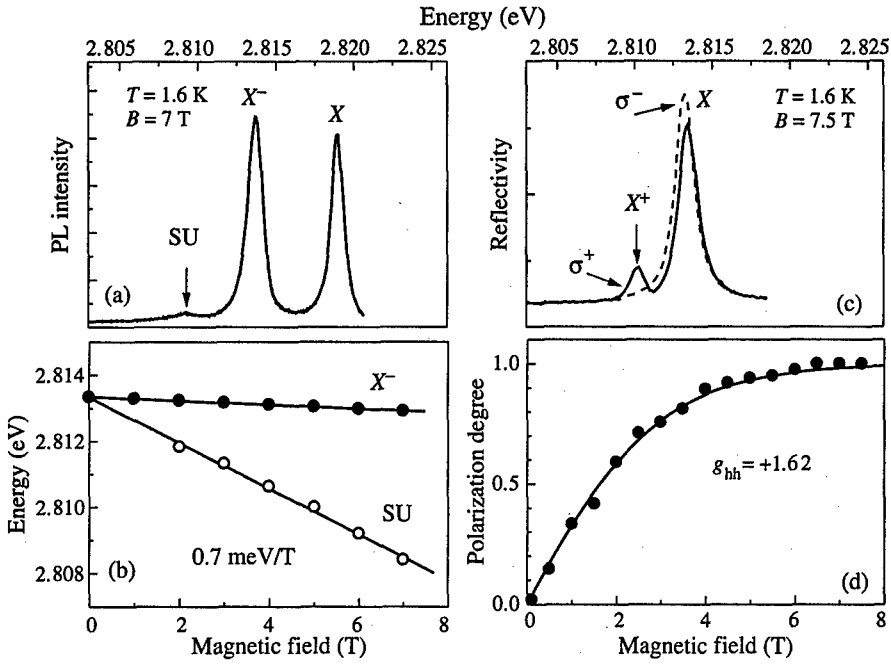 Energy (eV)
2.805 2.810 2.815 2.820 2.825
T = 1.6 K
B = 7 T
X⁻
X
SU
(a)
PL intensity
2.805 2.810 2.815 2.820 2.825
σ⁻
X
T = 1.6 K
B = 7.5 T
X⁺
σ⁺
(c)
Reflectivity
2.814
2.812
2.810
2.808
Energy (eV)
X⁻
SU
(b)
0.7 meV/T
0 2 4 6 8
Magnetic field (T)
1.0
0.5
0.0
Polarization degree
g_hh = +1.62
(d)
0 2 4 6 8
Magnetic field (T)